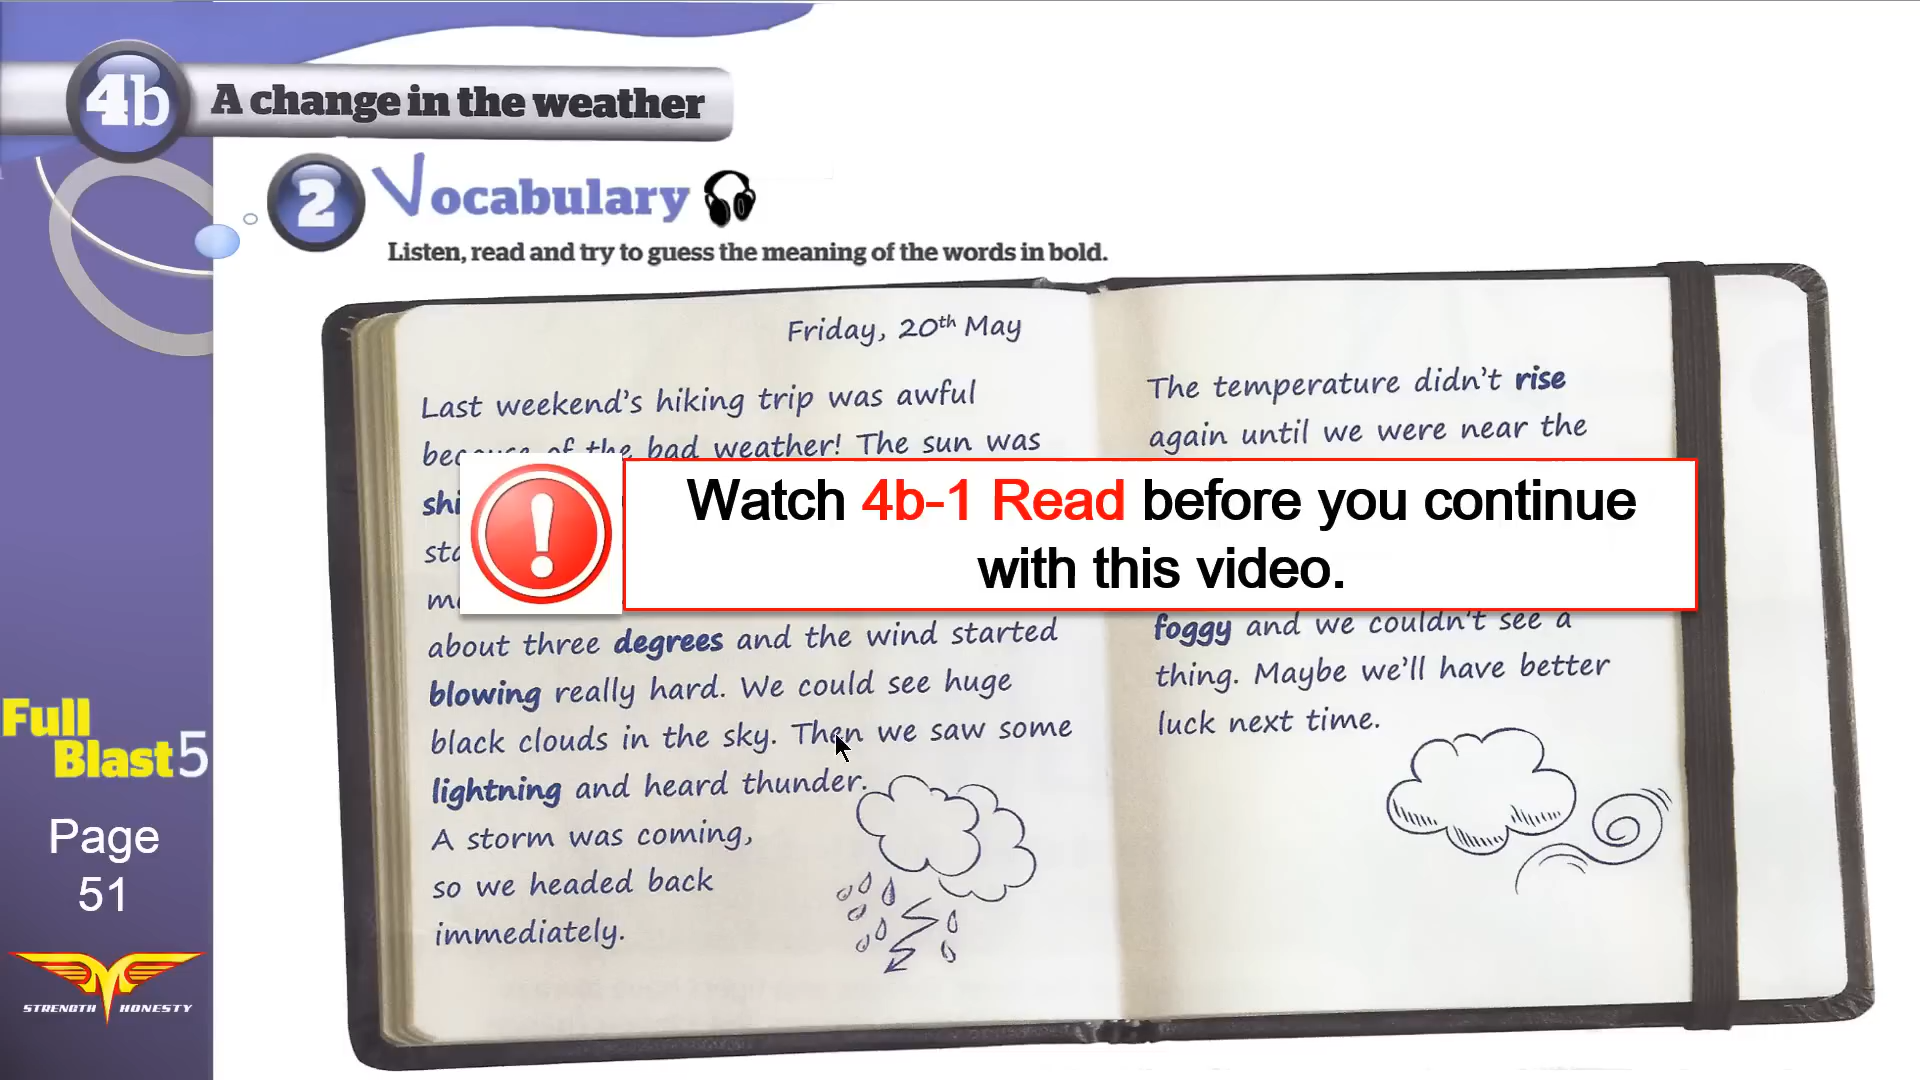 4b
A change in the weather
2
Vocabulary
Listen, read and try to guess the meaning of the words in bold.
Friday, 20th May
Last weekend's hiking trip was awful
because of the bad weather! The sun was
about three degrees and the wind started
blowing really hard. We could see huge
black clouds in the sky. Then we saw some
lightning and heard thunder.
A storm was coming,
so we headed back
immediately.
The temperature didn't rise
again until we were near the
foggy and we couldn't see a
thing. Maybe we'll have better
luck next time.
Watch 4b-1 Read before you continue
with this video.
Full
Blast 5
Page
51
STRENGTH HONESTY